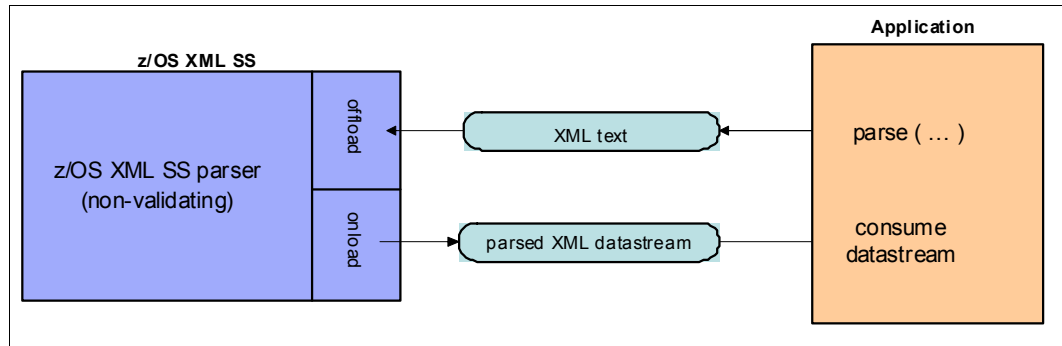 Application
z/OS XML SS
offload
XML text
parse ( ... )
z/OS XML SS parser
(non-validating)
onload
parsed XML datastream
consume
datastream